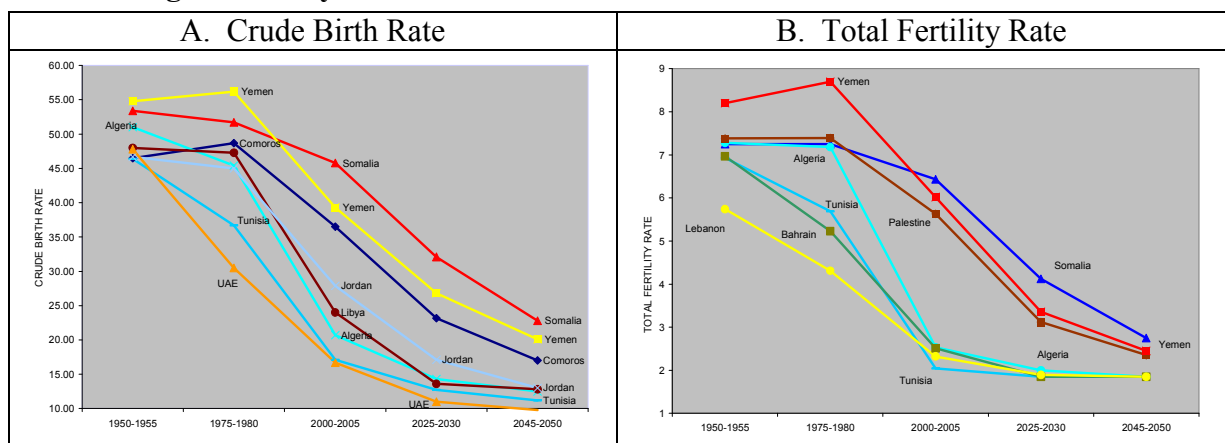 A. Crude Birth Rate
B. Total Fertility Rate
60.00
55.00
50.00
45.00
40.00
35.00
30.00
25.00
20.00
15.00
10.00
CRUDE BIRTH RATE
Yemen
Algeria
Comoros
Somalia
Tunisia
Yemen
UAE
Jordan
Libya
Algeria
Somalia
Yemen
Jordan
Comoros
Jordan
UAE
Tunisia
1950-1955
1975-1980
2000-2005
2025-2030
2045-2050
9
8
7
6
5
4
3
2
1
TOTAL FERTILITY RATE
Yemen
Algeria
Tunisia
Lebanon
Bahrain
Palestine
Somalia
Algeria
Yemen
Tunisia
1950-1955
1975-1980
2000-2005
2025-2030
2045-2050